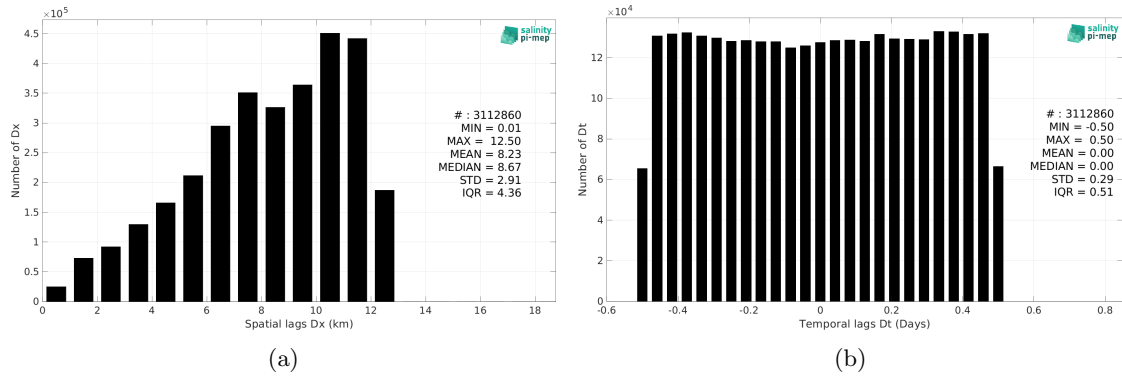 ×10^5
4.5
4
3.5
3
2.5
2
1.5
1
0.5
0
Number of Dx
0 2 4 6 8 10 12 14 16 18
Spatial lags Dx (km)
salinity
pi-mep
# : 3112860
MIN = 0.01
MAX = 12.50
MEAN = 8.23
MEDIAN = 8.67
STD = 2.91
IQR = 4.36
(a)
×10^4
12
10
8
6
4
2
0
Number of Dt
-0.6 -0.4 -0.2 0 0.2 0.4 0.6 0.8
Temporal lags Dt (Days)
salinity
pi-mep
# : 3112860
MIN = -0.50
MAX = 0.50
MEAN = 0.00
MEDIAN = 0.00
STD = 0.29
IQR = 0.51
(b)